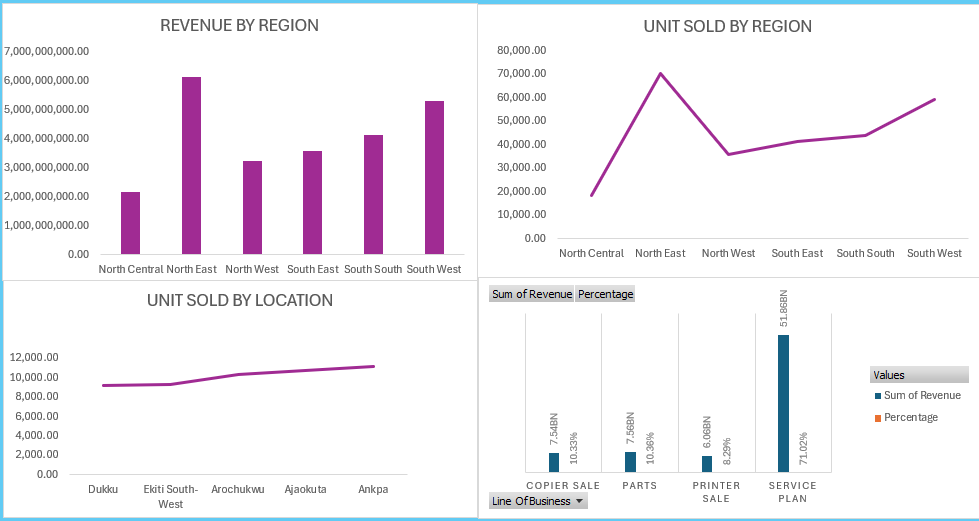 REVENUE BY REGION
7,000,000,000.00
6,000,000,000.00
5,000,000,000.00
4,000,000,000.00
3,000,000,000.00
2,000,000,000.00
1,000,000,000.00
0.00
North Central North East North West South East South South South West
UNIT SOLD BY REGION
80,000.00
70,000.00
60,000.00
50,000.00
40,000.00
30,000.00
20,000.00
10,000.00
0.00
North Central North East North West South East South South South West
UNIT SOLD BY LOCATION
12,000.00
10,000.00
8,000.00
6,000.00
4,000.00
2,000.00
0.00
Dukku Ekiti South-West Arochukwu Ajaokuta Ankpa
Sum of Revenue Percentage
7.54BN
10.33%
7.56BN
10.36%
6.06BN
8.29%
51.86BN
71.02%
COPIER SALE PARTS PRINTER SALE SERVICE PLAN
Line Of Business
Values
Sum of Revenue
Percentage